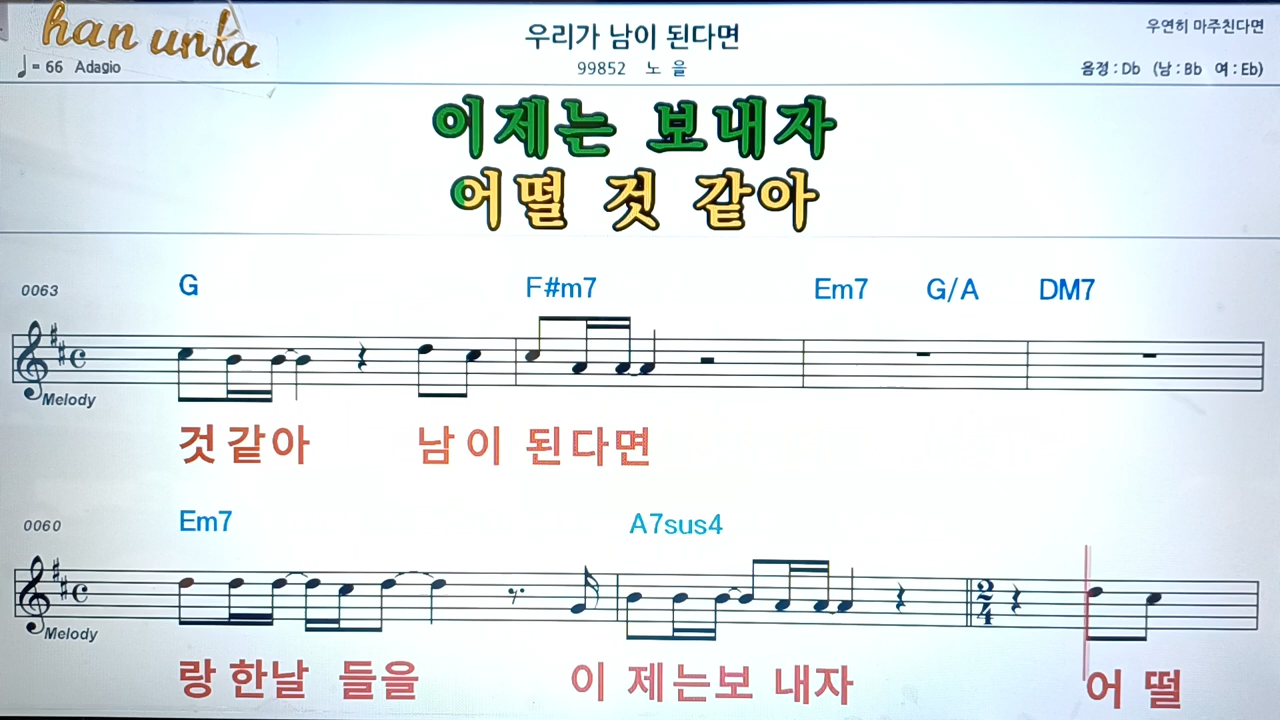 han unfa
우리가 남이 된다면
우연히 마주친다면
♩= 66 Adagio
99852 노 을
음정 : Db (남 : Bb 여 : Eb)
이제는 보내자
어떨 것 같아
0063 G F#m7 Em7 G/A DM7
Melody
것 같아 남 이 된다면
0060 Em7 A7sus4
2/4
Melody
랑 한날 들을 이 제는보 내자 어 떨